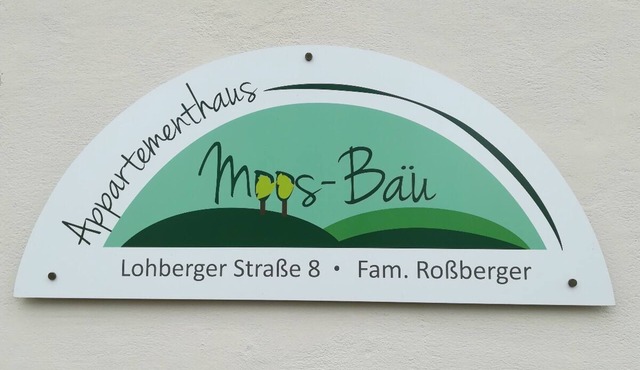 Appartementhaus
Moos-Bäu
Lohberger Straße 8 • Fam. Roßberger